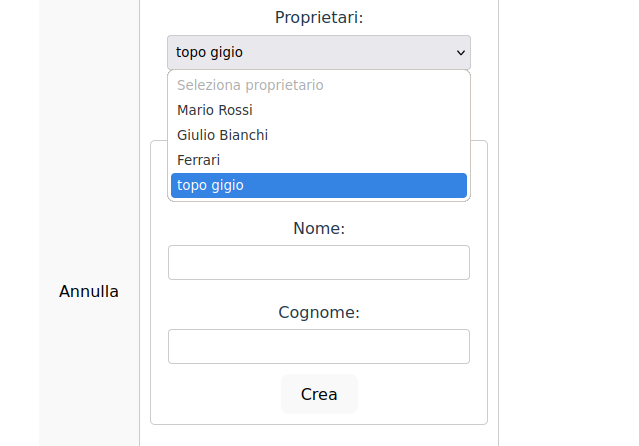 Proprietari:
topo gigio
Seleziona proprietario
Mario Rossi
Giulio Bianchi
Ferrari
topo gigio
Nome:
Annulla
Cognome:
Crea